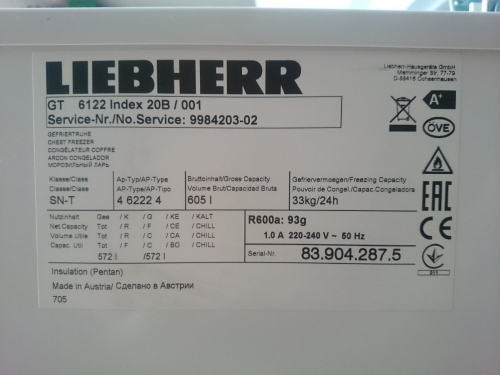 LIEBHERR
Liebherr-Hausgeräte GmbH
Memminger Str. 77-79
D-88416 Ochsenhausen
GT 6122 Index 20B / 001
Service-Nr./No.Service: 9984203-02
A+
ÖVE
GEFRIERTRUHE
CHEST FREEZER
CONGÉLATEUR COFFRE
ARCON CONGÉLADOR
МОРОЗИЛЬНЫЙ ЛАРЬ
Klasse/Class Ap-Typ/AP-Type Bruttoinhalt/Gross Capacity Gefriervermoegen/Freezing Capacity
Classe/Clase AP-Type/AP-Tipo Volume Brut/Capacidad Bruta Pouvoir de Congel./Cap.Congeladora
SN-T 4 6222 4 605 l 33kg/24h
EAC
CE
Nutzinhalt Ges /K /G /KE /KALT
Net Capacity Tot /R /F /CE /CHILL
Volume Utile Tot /R /C /CA /CHILL
Capac. Util Tot /F /C /BO /CHILL
572 l /572 l
R600a: 93g
1.0 A 220-240 V ~ 50 Hz
Serial-Nr. 83.904.287.5
Insulation (Pentan)
Made in Austria/ Сделано в Австрии
705